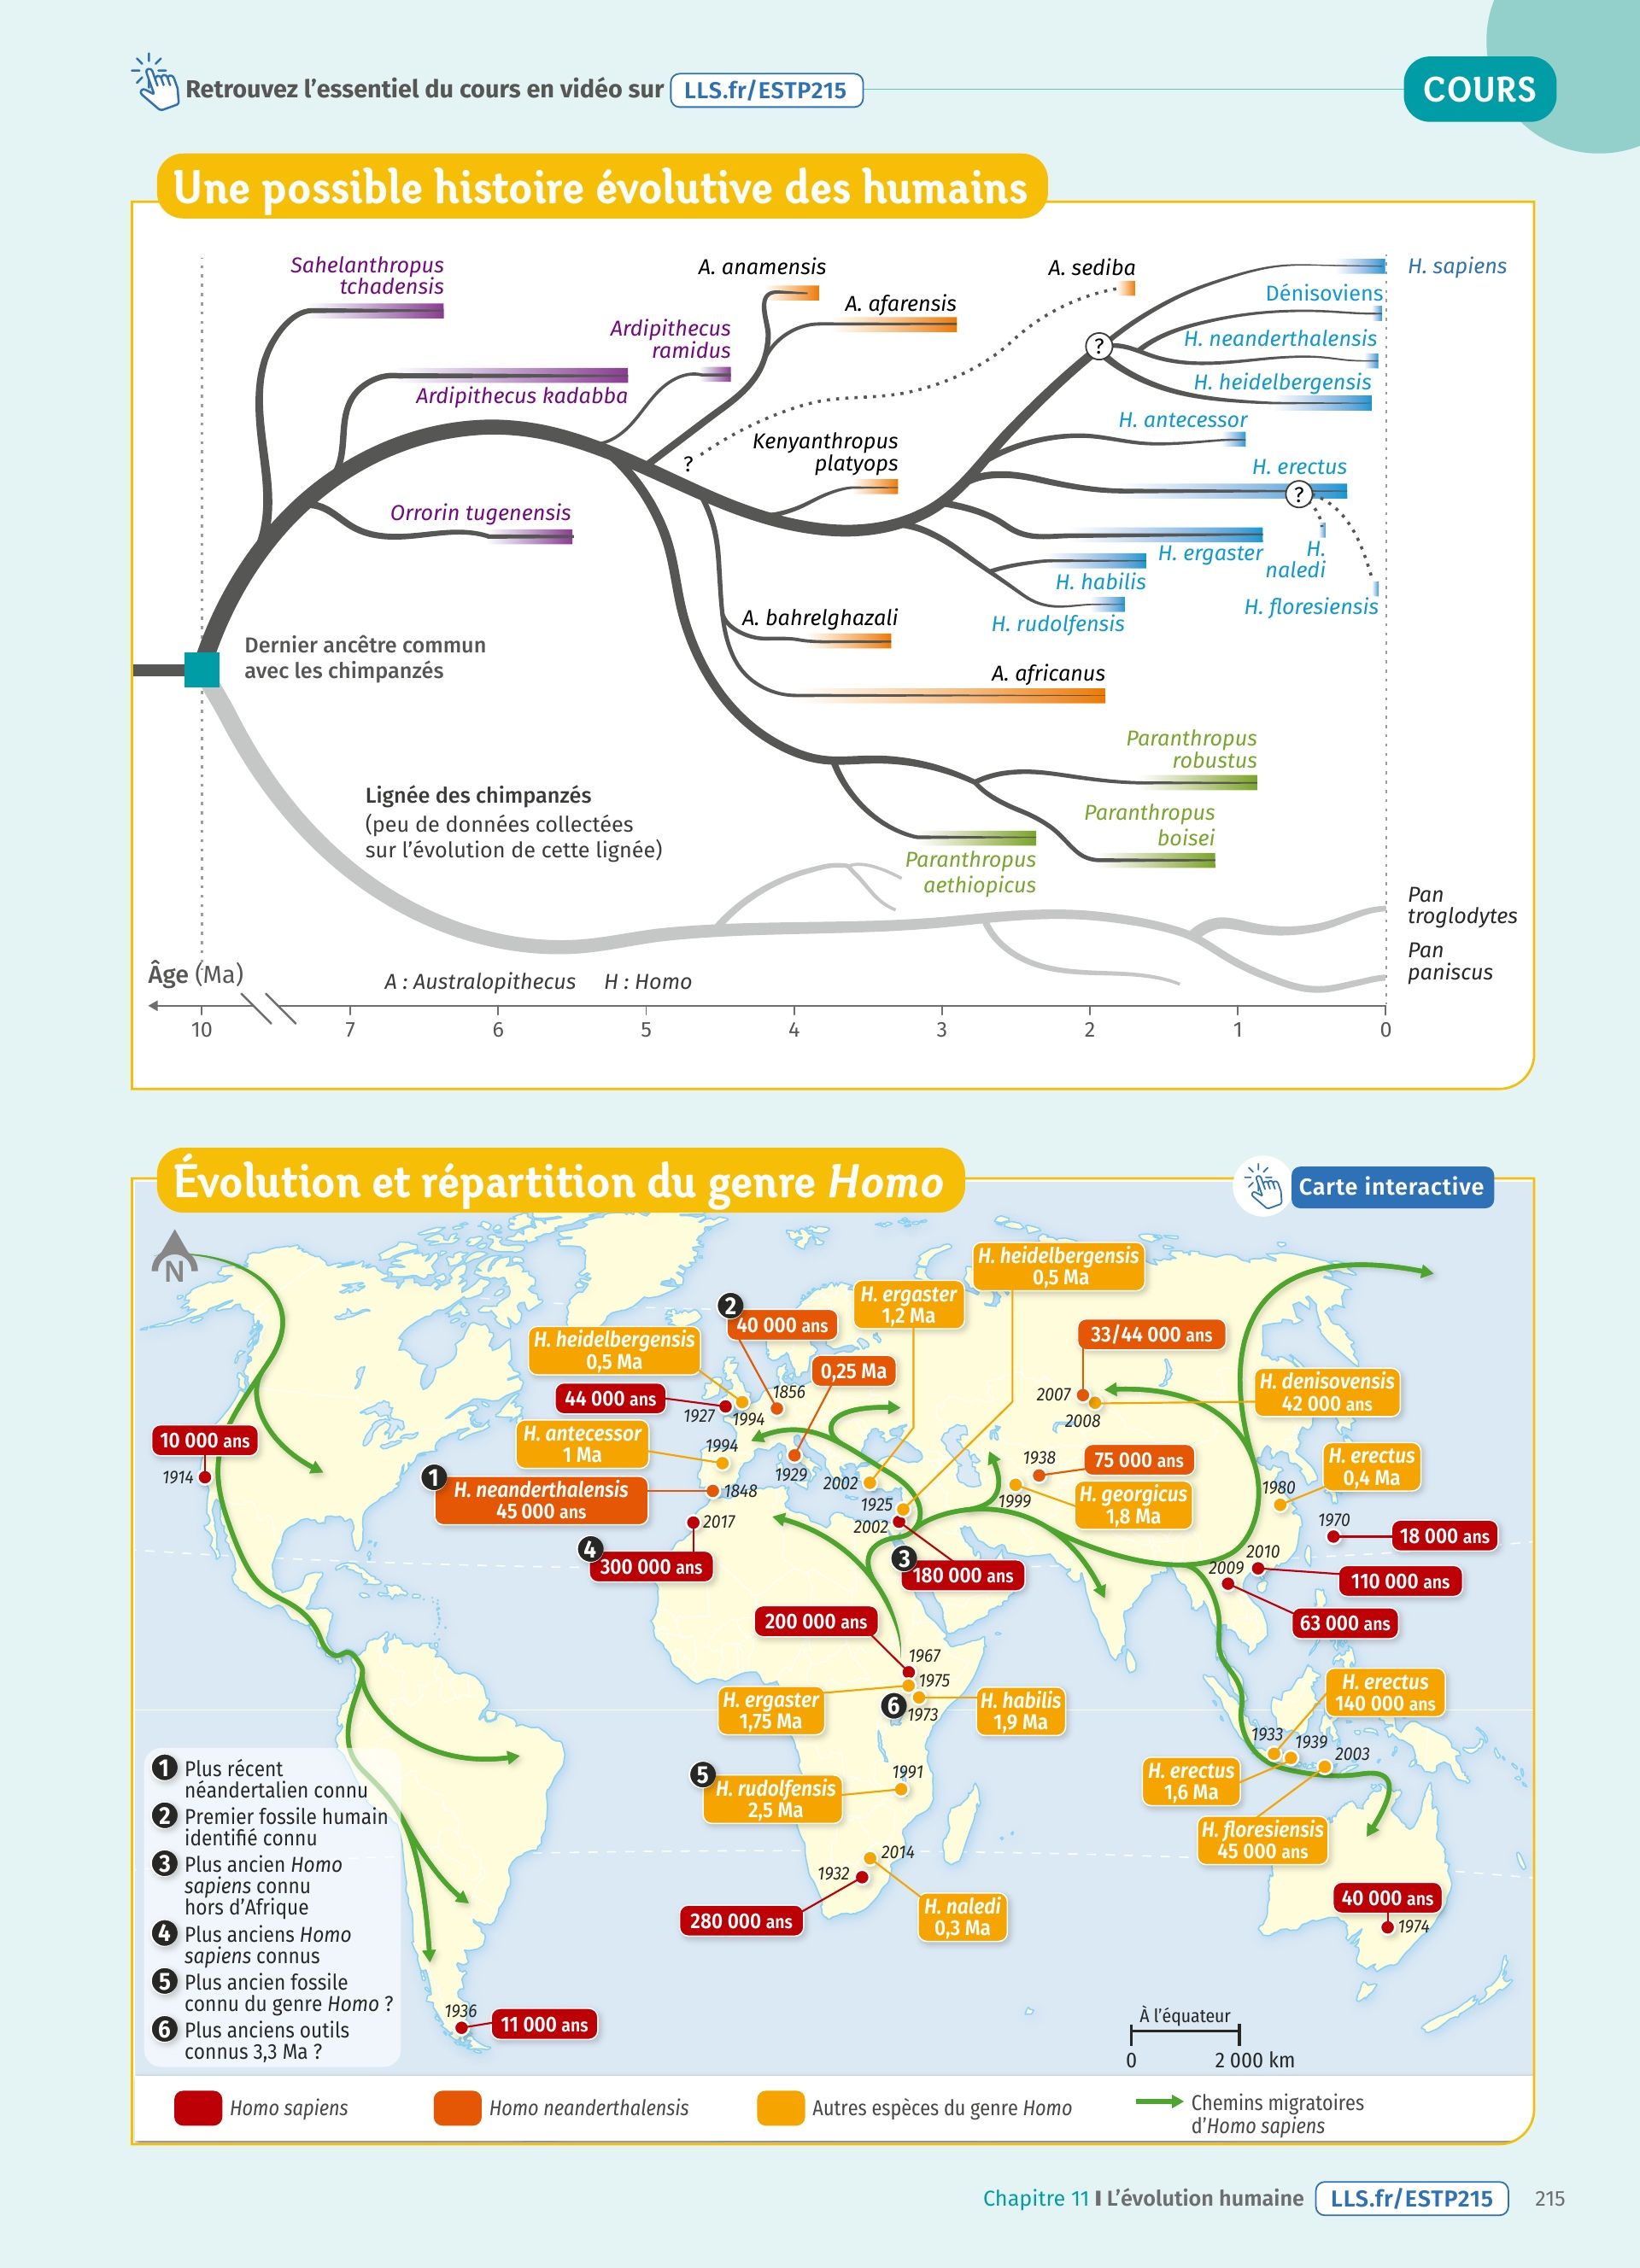 Retrouvez l'essentiel du cours en vidéo sur LLS.fr/ESTP215
COURS
Une possible histoire évolutive des humains
Sahelanthropus
tchadensis
Ardipithecus kadabba
Orrorin tugenensis
Ardipithecus
ramidus
A. anamensis
A. afarensis
A. sediba
?
Kenyanthropus
platyops
?
H. sapiens
Dénisoviens
H. neanderthalensis
H. heidelbergensis
H. antecessor
H. erectus
?
H. ergaster
H.
naledi
H. habilis
H. floresiensis
H. rudolfensis
A. bahrelghazali
A. africanus
Dernier ancêtre commun
avec les chimpanzés
Paranthropus
robustus
Paranthropus
boisei
Paranthropus
aethiopicus
Lignée des chimpanzés
(peu de données collectées
sur l'évolution de cette lignée)
Pan
troglodytes
Pan
paniscus
Âge (Ma)
A : Australopithecus H : Homo
10 7 6 5 4 3 2 1 0
Évolution et répartition du genre Homo
Carte interactive
N
H. heidelbergensis
0,5 Ma
H. ergaster
1,2 Ma
2
40 000 ans
H. heidelbergensis
0,5 Ma
33/44 000 ans
0,25 Ma
44 000 ans
1927
1994
1856
2007
2008
H. denisovensis
42 000 ans
10 000 ans
1914
H. antecessor
1 Ma
1994
1929
2002
1938
75 000 ans
H. erectus
0,4 Ma
1980
1
H. neanderthalensis
45 000 ans
1848
1925
1999
H. georgicus
1,8 Ma
2017
2002
1970
18 000 ans
4
300 000 ans
3
180 000 ans
2009
2010
110 000 ans
63 000 ans
200 000 ans
1967
1975
H. ergaster
1,75 Ma
6
1973
H. habilis
1,9 Ma
H. erectus
140 000 ans
1933
1939
2003
5
H. rudolfensis
2,5 Ma
1991
H. erectus
1,6 Ma
H. floresiensis
45 000 ans
2014
1932
280 000 ans
H. naledi
0,3 Ma
40 000 ans
1974
1936
11 000 ans
1 Plus récent
néandertalien connu
2 Premier fossile humain
identifié connu
3 Plus ancien Homo
sapiens connu
hors d'Afrique
4 Plus anciens Homo
sapiens connus
5 Plus ancien fossile
connu du genre Homo ?
6 Plus anciens outils
connus 3,3 Ma ?
À l'équateur
0 2 000 km
Homo sapiens
Homo neanderthalensis
Autres espèces du genre Homo
Chemins migratoires
d'Homo sapiens
Chapitre 11 I L'évolution humaine LLS.fr/ESTP215 215